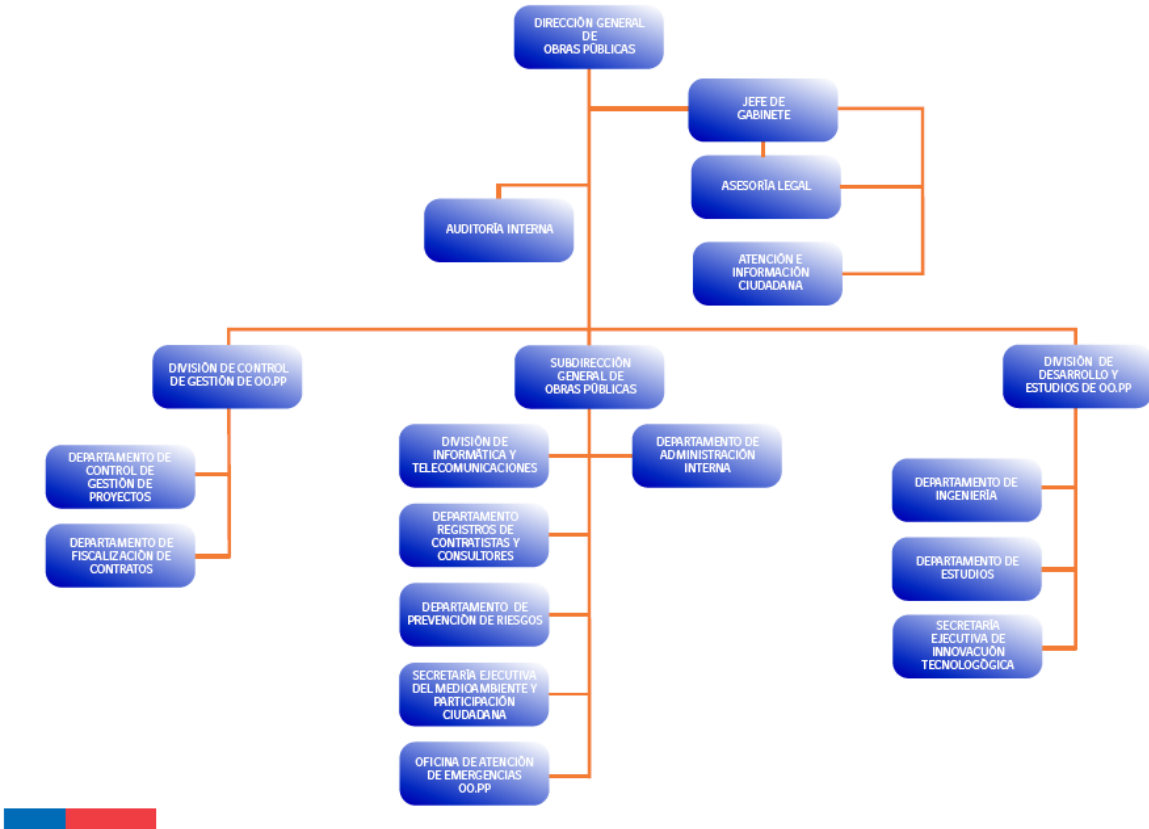 DIRECCIÓN GENERAL
DE
OBRAS PÚBLICAS
JEFE DE
GABINETE
ASESORÍA LEGAL
AUDITORÍA INTERNA
ATENCIÓN E
INFORMACIÓN
CIUDADANA
DIVISIÓN DE CONTROL
DE GESTIÓN DE OO.PP
SUBDIRECCIÓN
GENERAL DE
OBRAS PÚBLICAS
DIVISIÓN DE
DESARROLLO Y
ESTUDIOS DE OO.PP
DEPARTAMENTO DE
CONTROL DE
GESTIÓN DE
PROYECTOS
DEPARTAMENTO DE
FISCALIZACIÓN DE
CONTRATOS
DIVISIÓN DE
INFORMÁTICA Y
TELECOMUNICACIONES
DEPARTAMENTO DE
ADMINISTRACIÓN
INTERNA
DEPARTAMENTO
REGISTROS DE
CONTRATISTAS Y
CONSULTORES
DEPARTAMENTO DE
PREVENCIÓN DE RIESGOS
SECRETARÍA EJECUTIVA
DEL MEDIOAMBIENTE Y
PARTICIPACIÓN
CIUDADANA
OFICINA DE ATENCIÓN
DE EMERGENCIAS
OO.PP
DEPARTAMENTO DE
INGENIERÍA
DEPARTAMENTO DE
ESTUDIOS
SECRETARÍA
EJECUTIVA DE
INNOVACUÓN
TECNOLOGÓGICA